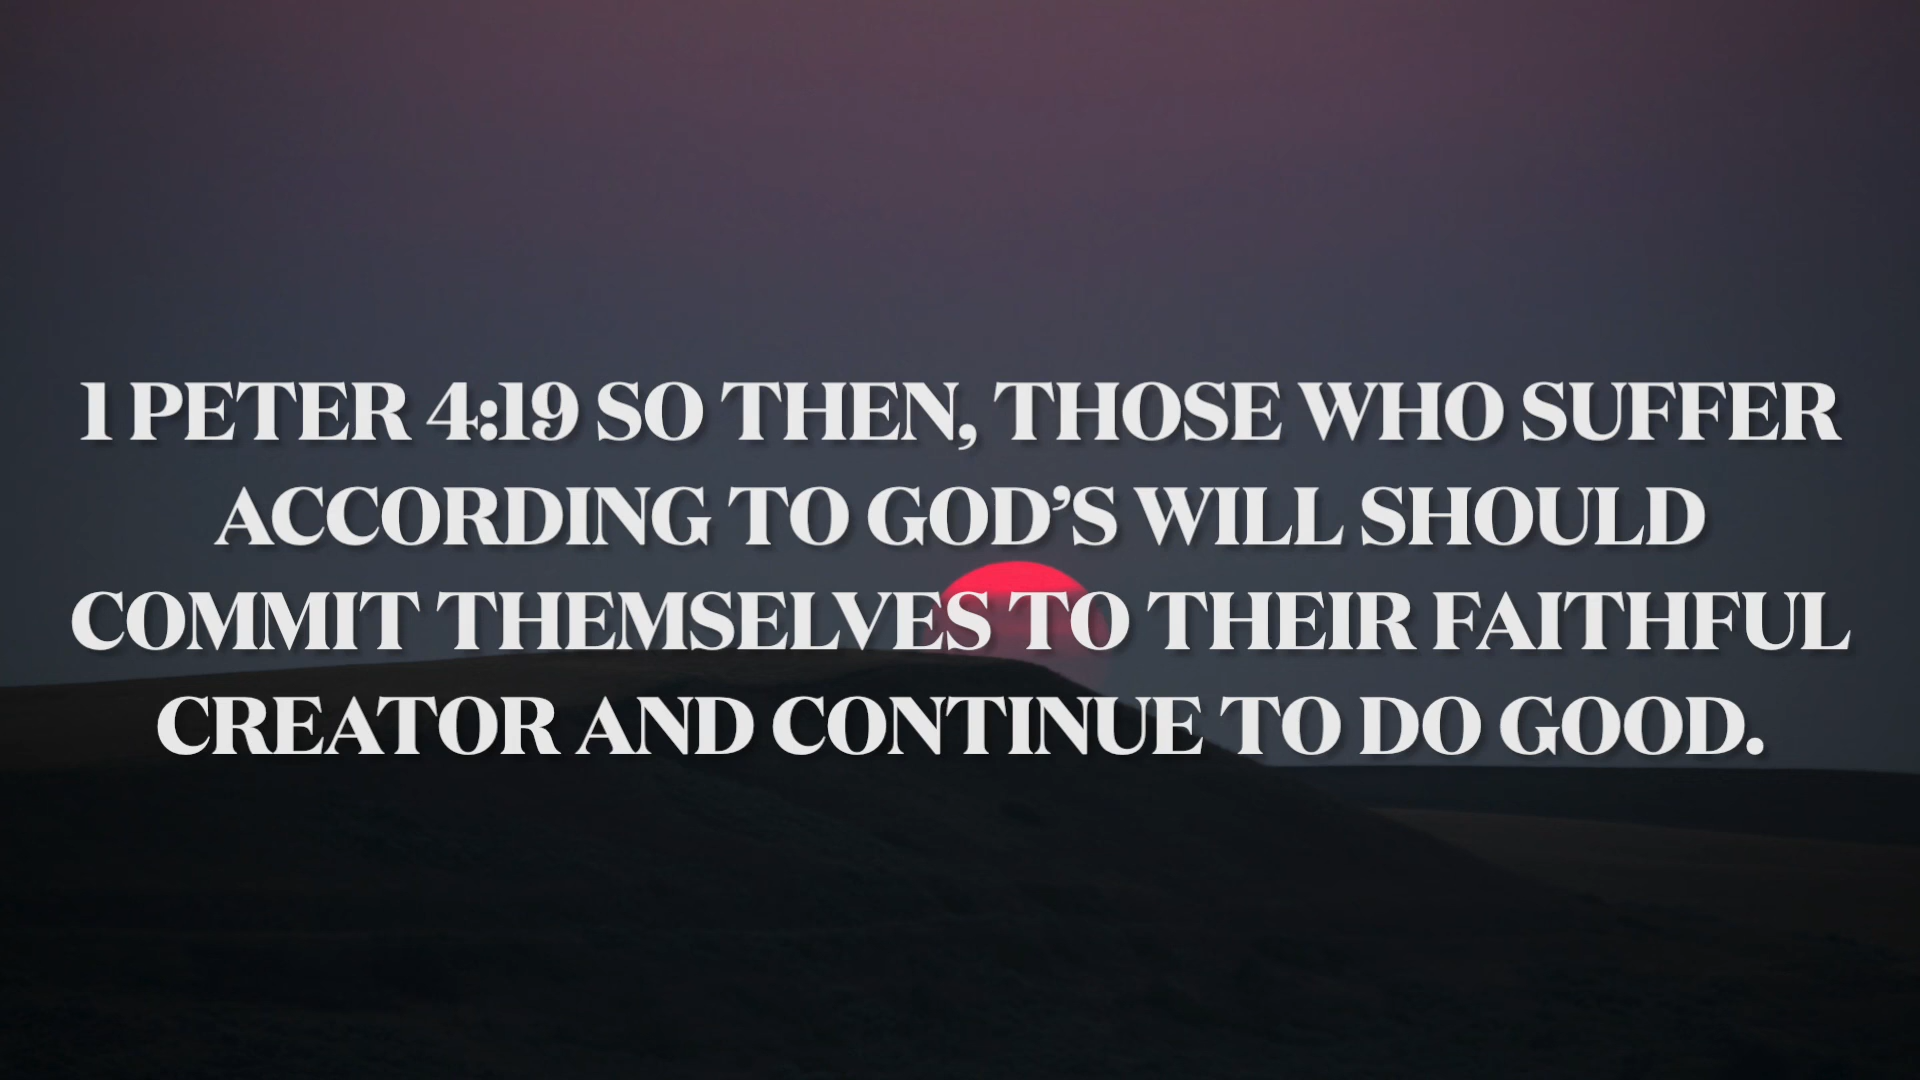 1 PETER 4:19 SO THEN, THOSE WHO SUFFER
ACCORDING TO GOD’S WILL SHOULD
COMMIT THEMSELVES TO THEIR FAITHFUL
CREATOR AND CONTINUE TO DO GOOD.